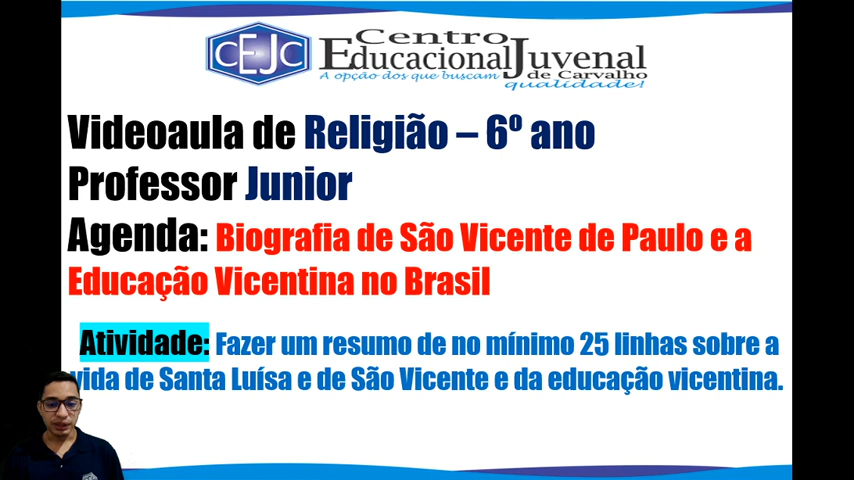 CEJC
Centro
Educacional Juvenal
de Carvalho
A opção dos que buscam
qualidade!
Videoaula de Religião – 6º ano
Professor Junior
Agenda: Biografia de São Vicente de Paulo e a
Educação Vicentina no Brasil
Atividade: Fazer um resumo de no mínimo 25 linhas sobre a
vida de Santa Luísa e de São Vicente e da educação vicentina.